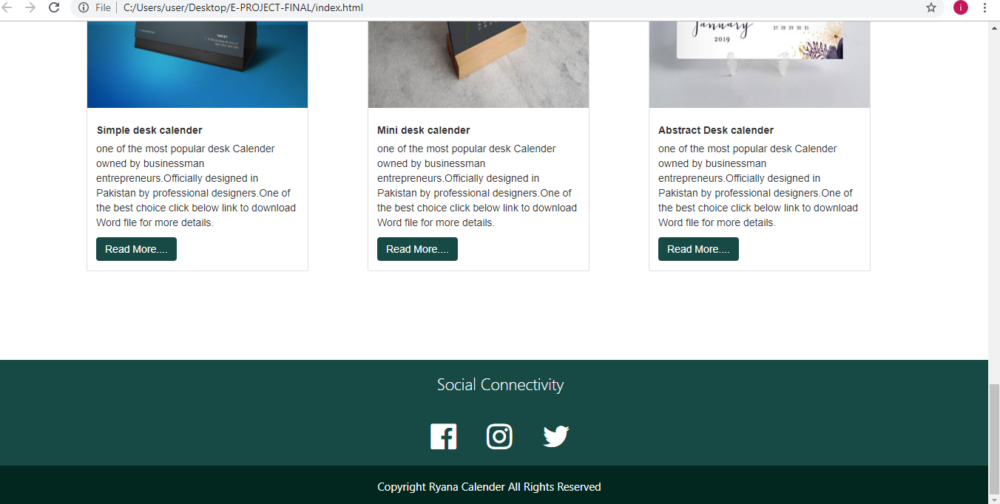 File
C:/Users/user/Desktop/E-PROJECT-FINAL/index.html
i
TARGET
New York, New York
January
27 28 29 30 31
2019
Simple desk calender
one of the most popular desk Calender
owned by businessman
entrepreneurs.Officially designed in
Pakistan by professional designers.One of
the best choice click below link to download
Word file for more details.
Read More....
Mini desk calender
one of the most popular desk Calender
owned by businessman
entrepreneurs.Officially designed in
Pakistan by professional designers.One of
the best choice click below link to download
Word file for more details.
Read More....
Abstract Desk calender
one of the most popular desk Calender
owned by businessman
entrepreneurs.Officially designed in
Pakistan by professional designers.One of
the best choice click below link to download
Word file for more details.
Read More....
Social Connectivity
Copyright Ryana Calender All Rights Reserved